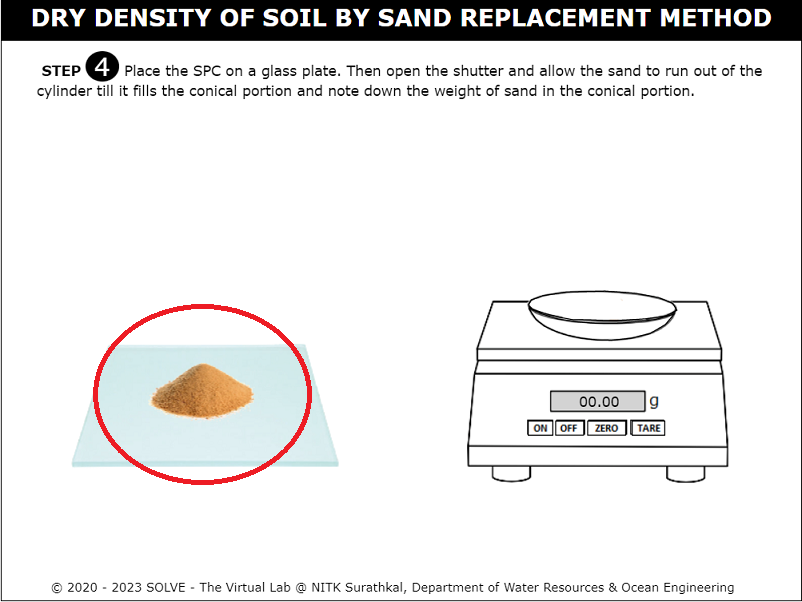 DRY DENSITY OF SOIL BY SAND REPLACEMENT METHOD
STEP 4 Place the SPC on a glass plate. Then open the shutter and allow the sand to run out of the
cylinder till it fills the conical portion and note down the weight of sand in the conical portion.
00.00 g
ON OFF ZERO TARE
© 2020 - 2023 SOLVE - The Virtual Lab @ NITK Surathkal, Department of Water Resources & Ocean Engineering